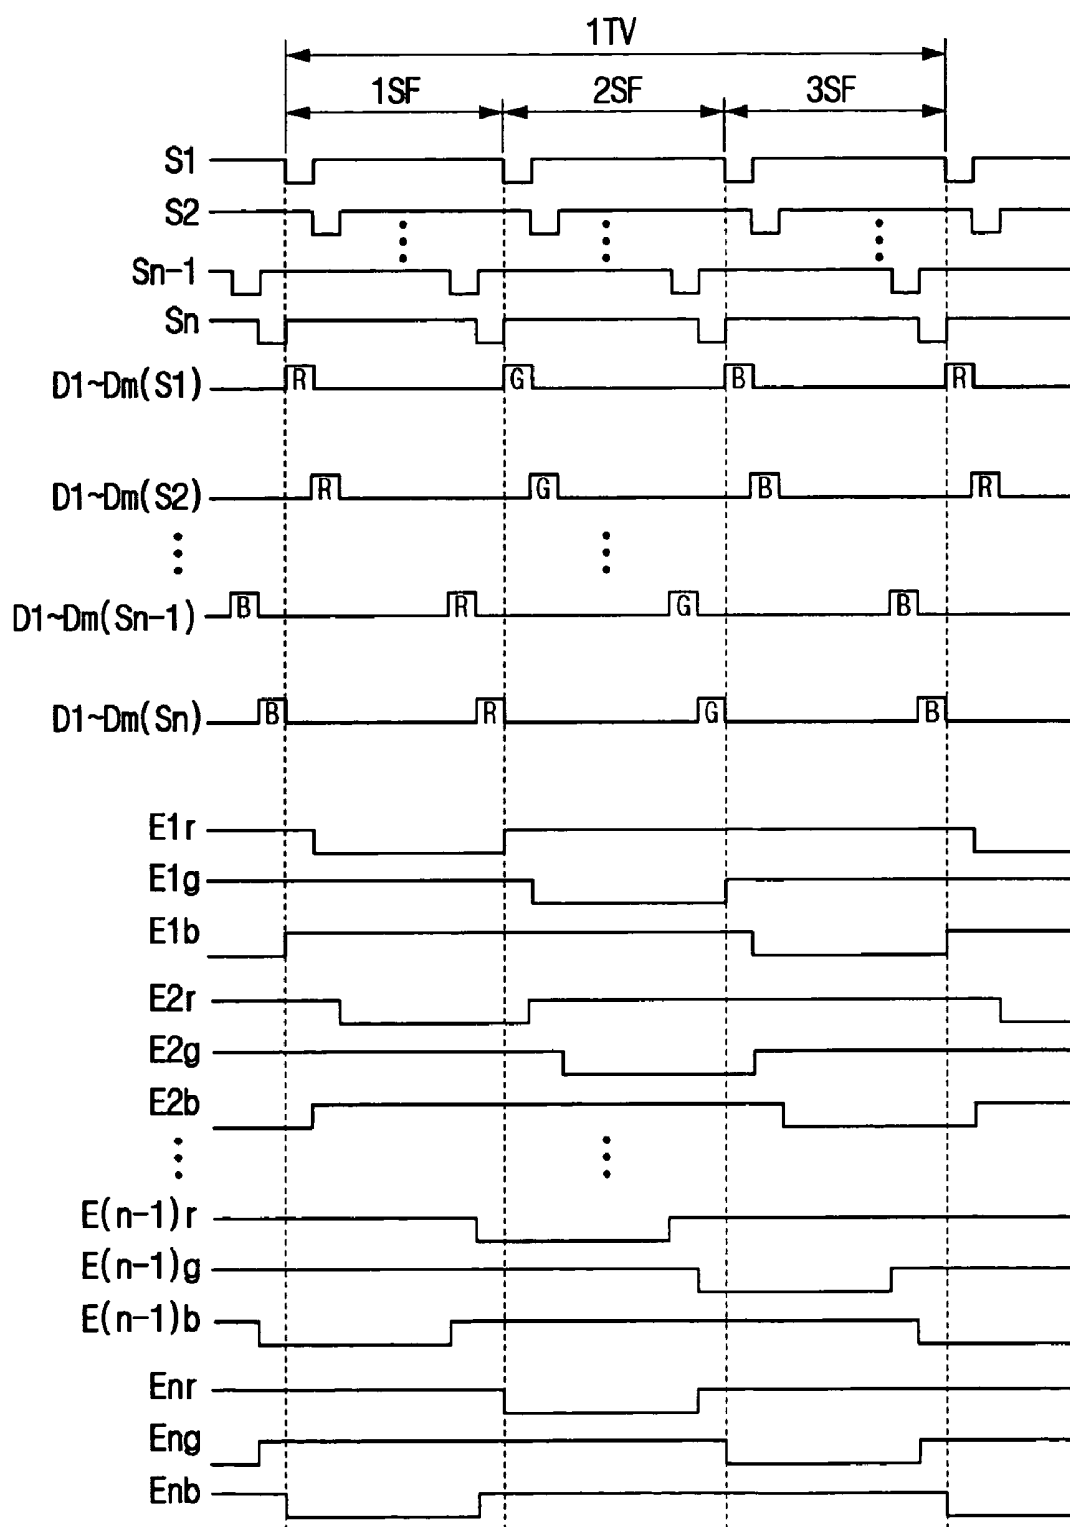 1TV
1SF 2SF 3SF
S1
S2
Sn-1
Sn
D1~Dm(S1) R G B R
D1~Dm(S2) R G B R
D1~Dm(Sn-1) B R G B
D1~Dm(Sn) B R G B
E1r
E1g
E1b
E2r
E2g
E2b
E(n-1)r
E(n-1)g
E(n-1)b
Enr
Eng
Enb